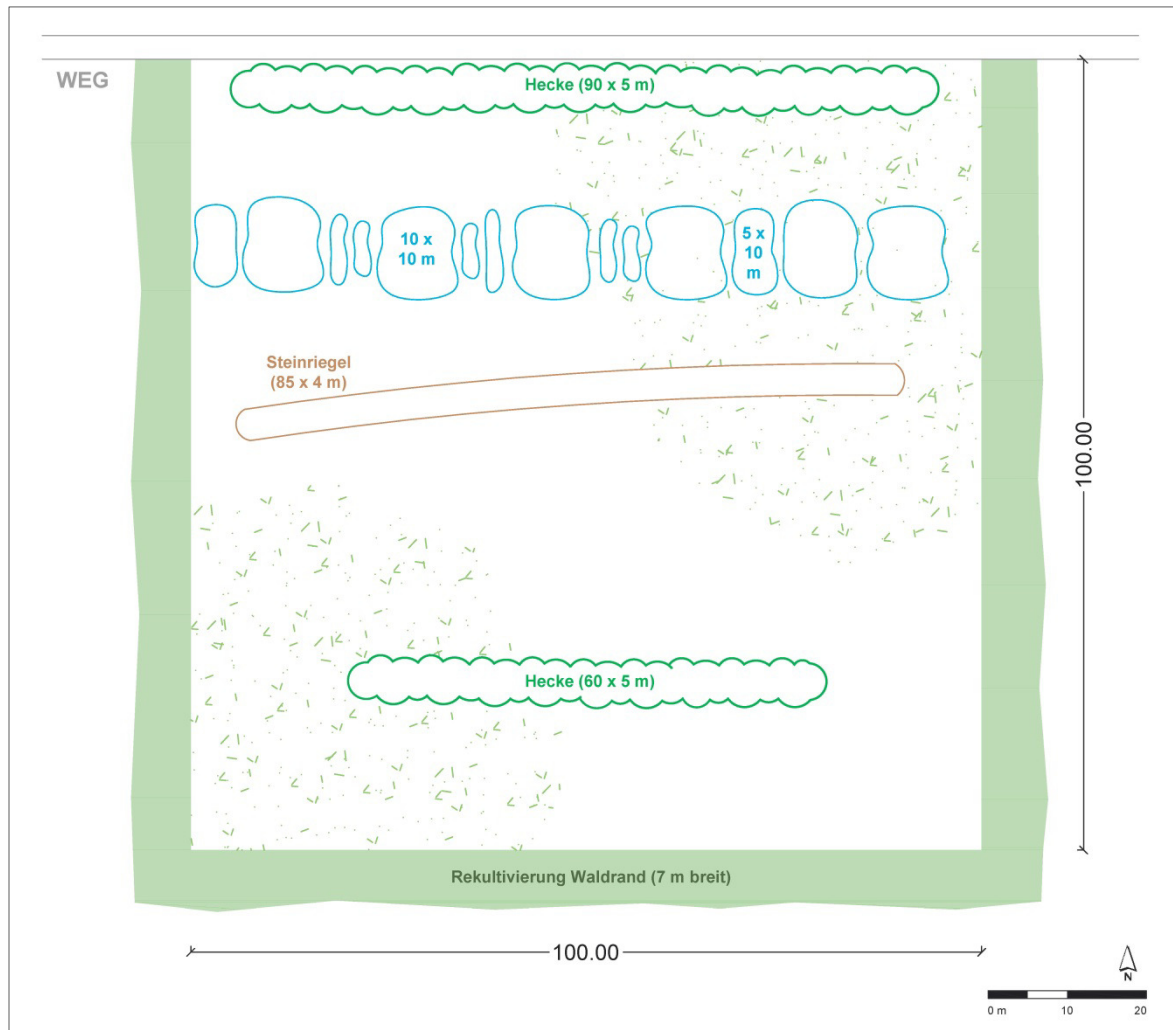 WEG
Hecke (90 x 5 m)
10 x
10 m
5 x
10
m
Steinriegel
(85 x 4 m)
100.00
Hecke (60 x 5 m)
Rekultivierung Waldrand (7 m breit)
100.00
N
0 m 10 20